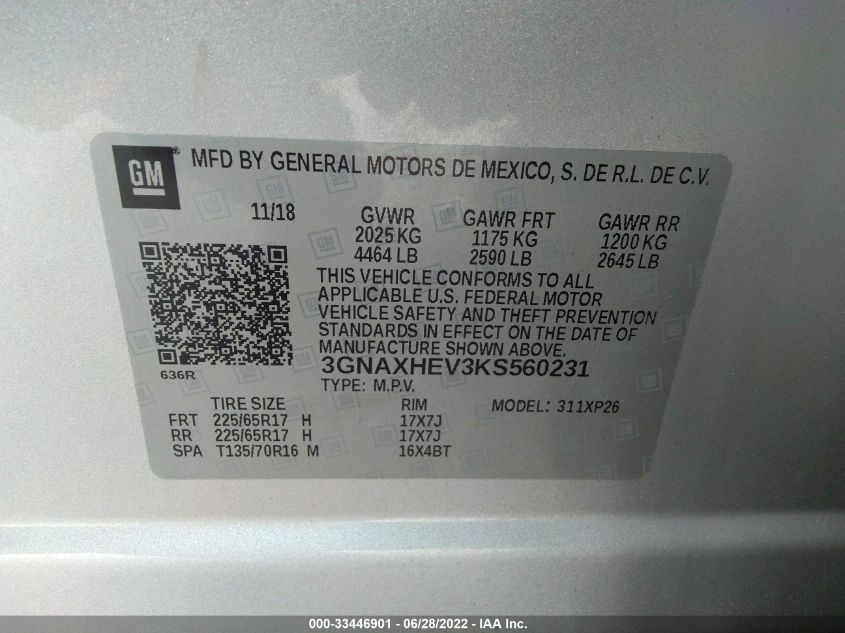 GM® MFD BY GENERAL MOTORS DE MEXICO, S. DE R.L. DE C.V.
11/18 GVWR GAWR FRT GAWR RR
2025 KG 1175 KG 1200 KG
4464 LB 2590 LB 2645 LB
THIS VEHICLE CONFORMS TO ALL
APPLICABLE U.S. FEDERAL MOTOR
VEHICLE SAFETY AND THEFT PREVENTION
STANDARDS IN EFFECT ON THE DATE OF
MANUFACTURE SHOWN ABOVE.
636R
3GNAXHEV3KS560231
TYPE: M.P.V.
TIRE SIZE RIM MODEL: 311XP26
FRT 225/65R17 H 17X7J
RR 225/65R17 H 17X7J
SPA T135/70R16 M 16X4BT
000-33446901 - 06/28/2022 - IAA Inc.